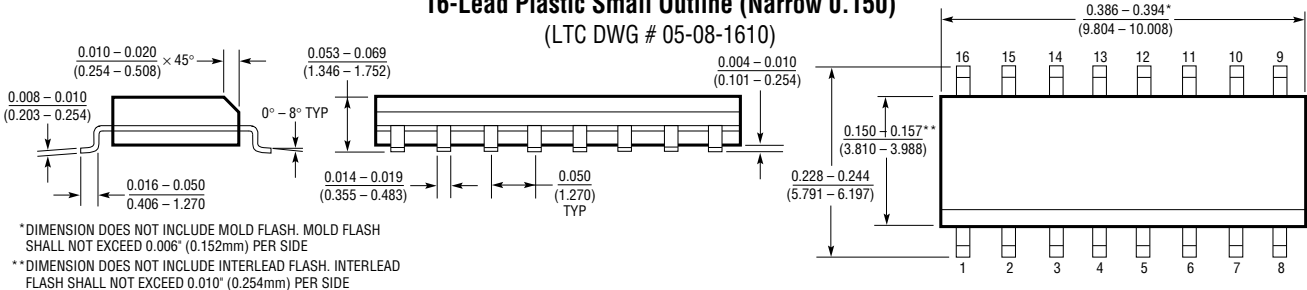 16-Lead Plastic Small Outline (Narrow 0.150)
(LTC DWG # 05-08-1610)
0.010 – 0.020
(0.254 – 0.508)
× 45°
0.053 – 0.069
(1.346 – 1.752)
0.004 – 0.010
(0.101 – 0.254)
0.386 – 0.394*
(9.804 – 10.008)
16 15 14 13 12 11 10 9
0.008 – 0.010
(0.203 – 0.254)
0° – 8° TYP
0.150 – 0.157**
(3.810 – 3.988)
0.228 – 0.244
(5.791 – 6.197)
0.016 – 0.050
0.406 – 1.270
0.014 – 0.019
(0.355 – 0.483)
0.050
(1.270)
TYP
1 2 3 4 5 6 7 8
*DIMENSION DOES NOT INCLUDE MOLD FLASH. MOLD FLASH
SHALL NOT EXCEED 0.006" (0.152mm) PER SIDE
**DIMENSION DOES NOT INCLUDE INTERLEAD FLASH. INTERLEAD
FLASH SHALL NOT EXCEED 0.010" (0.254mm) PER SIDE